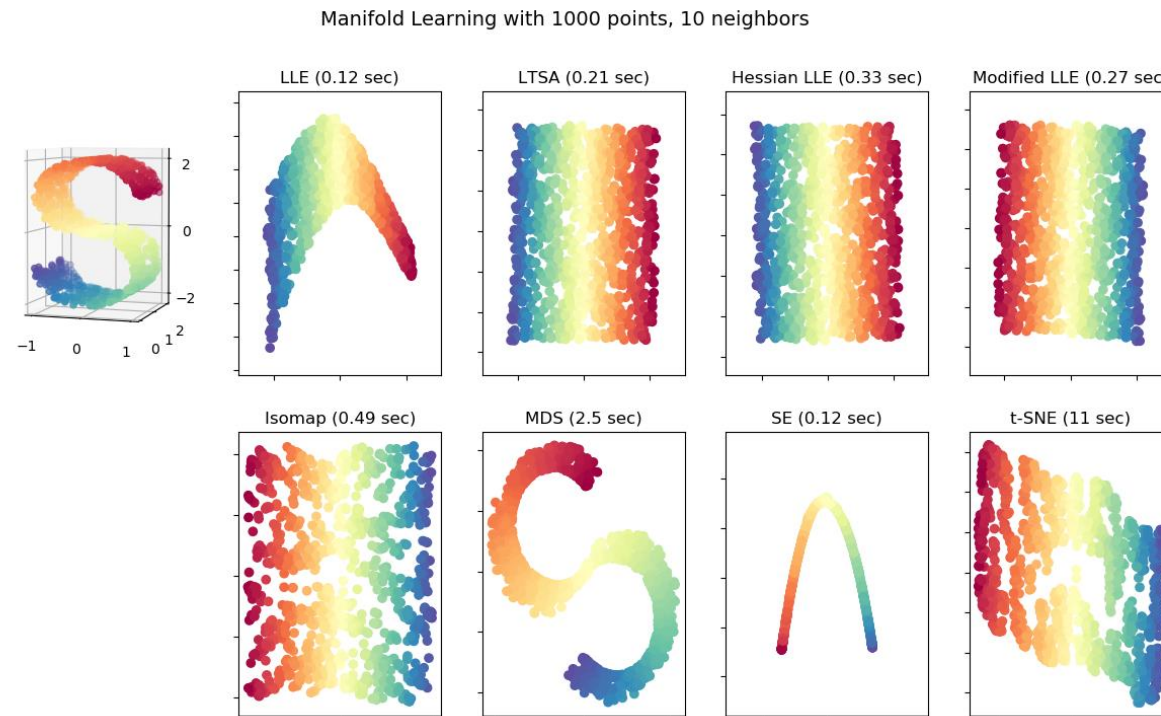 Manifold Learning with 1000 points, 10 neighbors
LLE (0.12 sec)
LTSA (0.21 sec)
Hessian LLE (0.33 sec)
Modified LLE (0.27 sec
2
0
−2
−1
0
1
0
1
2
Isomap (0.49 sec)
MDS (2.5 sec)
SE (0.12 sec)
t-SNE (11 sec)